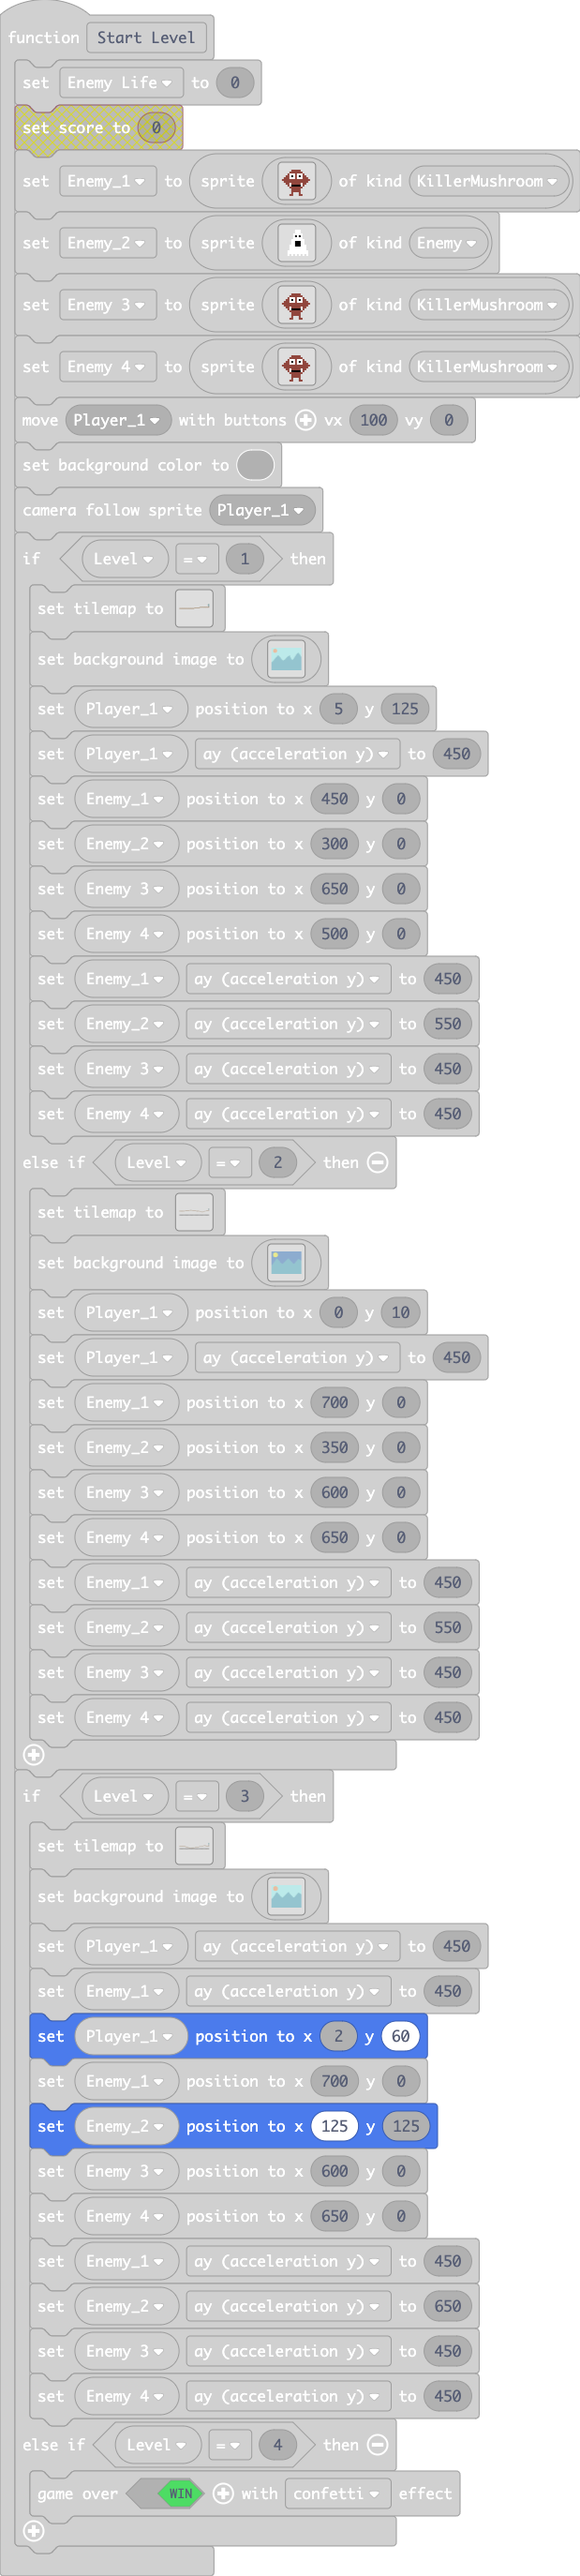 function Start Level
set Enemy Life to 0
set score to 0
set Enemy_1 to sprite of kind KillerMushroom
set Enemy_2 to sprite of kind Enemy
set Enemy 3 to sprite of kind KillerMushroom
set Enemy 4 to sprite of kind KillerMushroom
move Player_1 with buttons vx 100 vy 0
set background color to
camera follow sprite Player_1
if Level = 1 then
set tilemap to
set background image to
set Player_1 position to x 5 y 125
set Player_1 ay (acceleration y) to 450
set Enemy_1 position to x 450 y 0
set Enemy_2 position to x 300 y 0
set Enemy 3 position to x 650 y 0
set Enemy 4 position to x 500 y 0
set Enemy_1 ay (acceleration y) to 450
set Enemy_2 ay (acceleration y) to 550
set Enemy 3 ay (acceleration y) to 450
set Enemy 4 ay (acceleration y) to 450
else if Level = 2 then
set tilemap to
set background image to
set Player_1 position to x 0 y 10
set Player_1 ay (acceleration y) to 450
set Enemy_1 position to x 700 y 0
set Enemy_2 position to x 350 y 0
set Enemy 3 position to x 600 y 0
set Enemy 4 position to x 650 y 0
set Enemy_1 ay (acceleration y) to 450
set Enemy_2 ay (acceleration y) to 550
set Enemy 3 ay (acceleration y) to 450
set Enemy 4 ay (acceleration y) to 450
if Level = 3 then
set tilemap to
set background image to
set Player_1 ay (acceleration y) to 450
set Enemy_1 ay (acceleration y) to 450
set Player_1 position to x 2 y 60
set Enemy_1 position to x 700 y 0
set Enemy_2 position to x 125 y 125
set Enemy 3 position to x 600 y 0
set Enemy 4 position to x 650 y 0
set Enemy_1 ay (acceleration y) to 450
set Enemy_2 ay (acceleration y) to 650
set Enemy 3 ay (acceleration y) to 450
set Enemy 4 ay (acceleration y) to 450
else if Level = 4 then
game over WIN with confetti effect